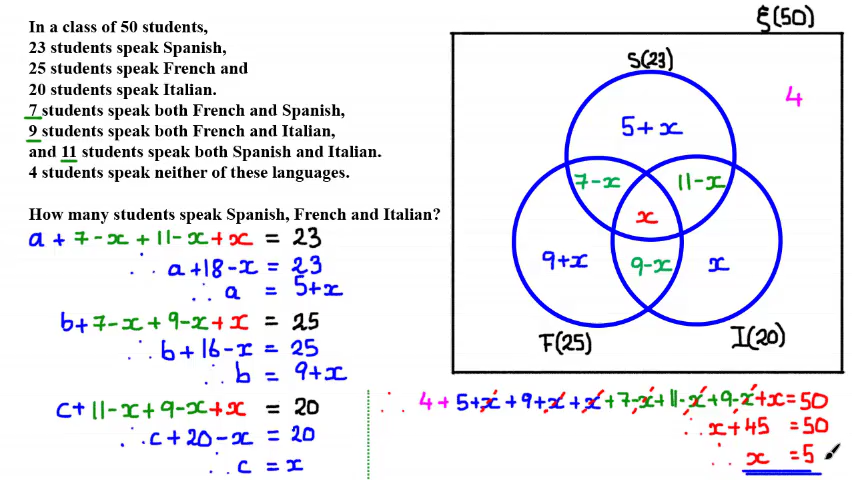 In a class of 50 students,
23 students speak Spanish,
25 students speak French and
20 students speak Italian.
7 students speak both French and Spanish,
9 students speak both French and Italian,
and 11 students speak both Spanish and Italian.
4 students speak neither of these languages.
How many students speak Spanish, French and Italian?
a + 7 - x + 11 - x + x = 23
∴ a + 18 - x = 23
∴ a = 5 + x
b + 7 - x + 9 - x + x = 25
∴ b + 16 - x = 25
∴ b = 9 + x
c + 11 - x + 9 - x + x = 20
∴ c + 20 - x = 20
∴ c = x
ξ(50)
S(23)
4
5 + x
7 - x
11 - x
x
9 + x
9 - x
x
F(25)
I(20)
∴ 4 + 5 + x + 9 + x + x + 7 - x + 11 - x + 9 - x + x = 50
∴ x + 45 = 50
∴ x = 5